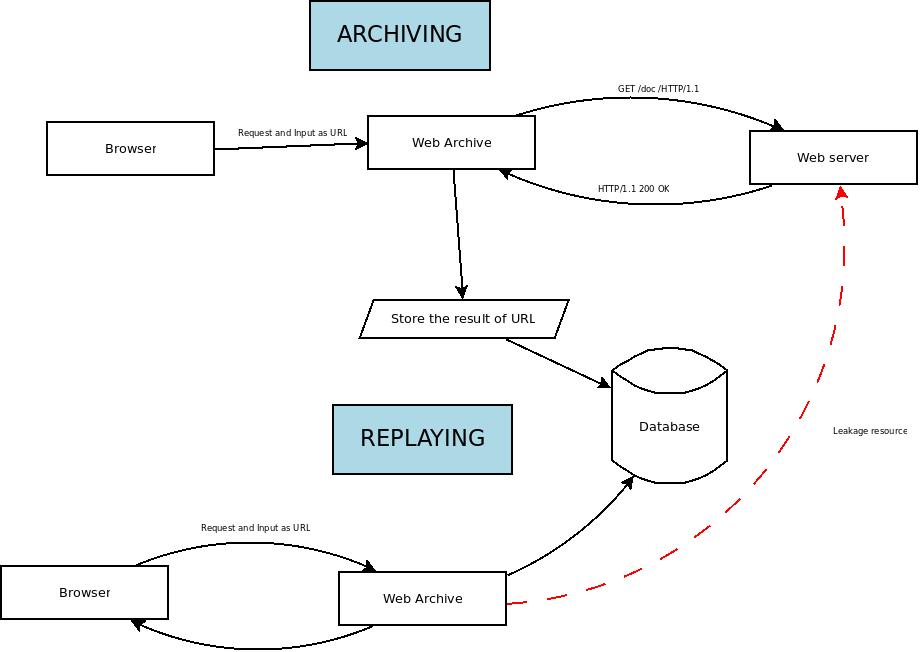 ARCHIVING
GET /doc /HTTP/1.1
Request and Input as URL
Browser
Web Archive
Web server
HTTP/1.1 200 OK
Store the result of URL
Database
Leakage resource
REPLAYING
Request and Input as URL
Browser
Web Archive